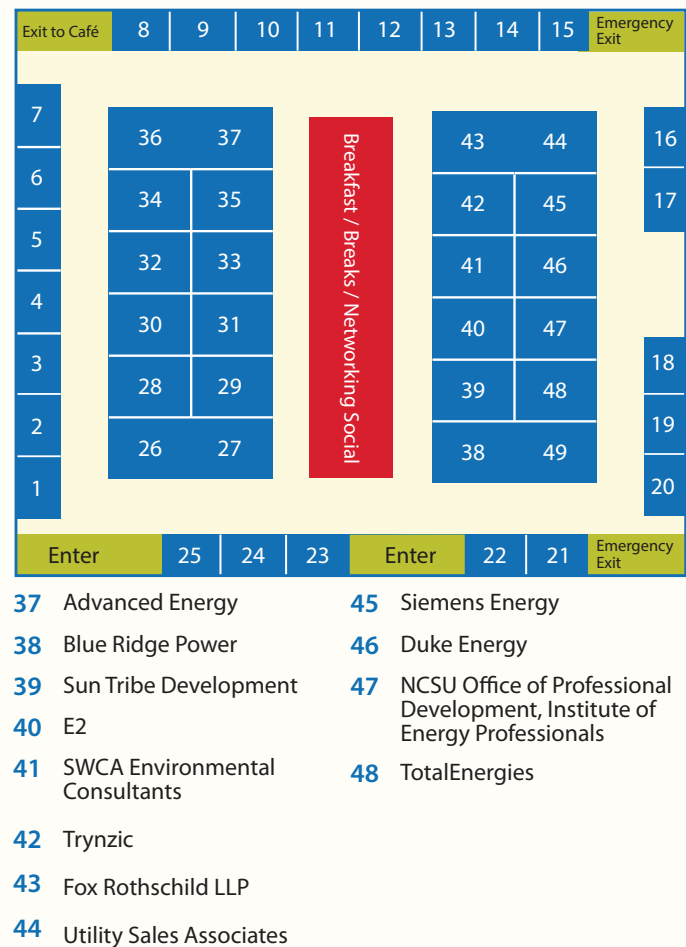 Exit to Café 8 9 10 11 12 13 14 15 Emergency
Exit
7
6
5
4
3
2
1
36 37
34 35
32 33
30 31
28 29
26 27
Breakfast / Breaks / Networking Social
43 44
42 45
41 46
40 47
39 48
38 49
16
17
18
19
20
Enter 25 24 23 Enter 22 21 Emergency
Exit
37 Advanced Energy
38 Blue Ridge Power
39 Sun Tribe Development
40 E2
41 SWCA Environmental
Consultants
42 Trynzic
43 Fox Rothschild LLP
44 Utility Sales Associates
45 Siemens Energy
46 Duke Energy
47 NCSU Office of Professional
Development, Institute of
Energy Professionals
48 TotalEnergies